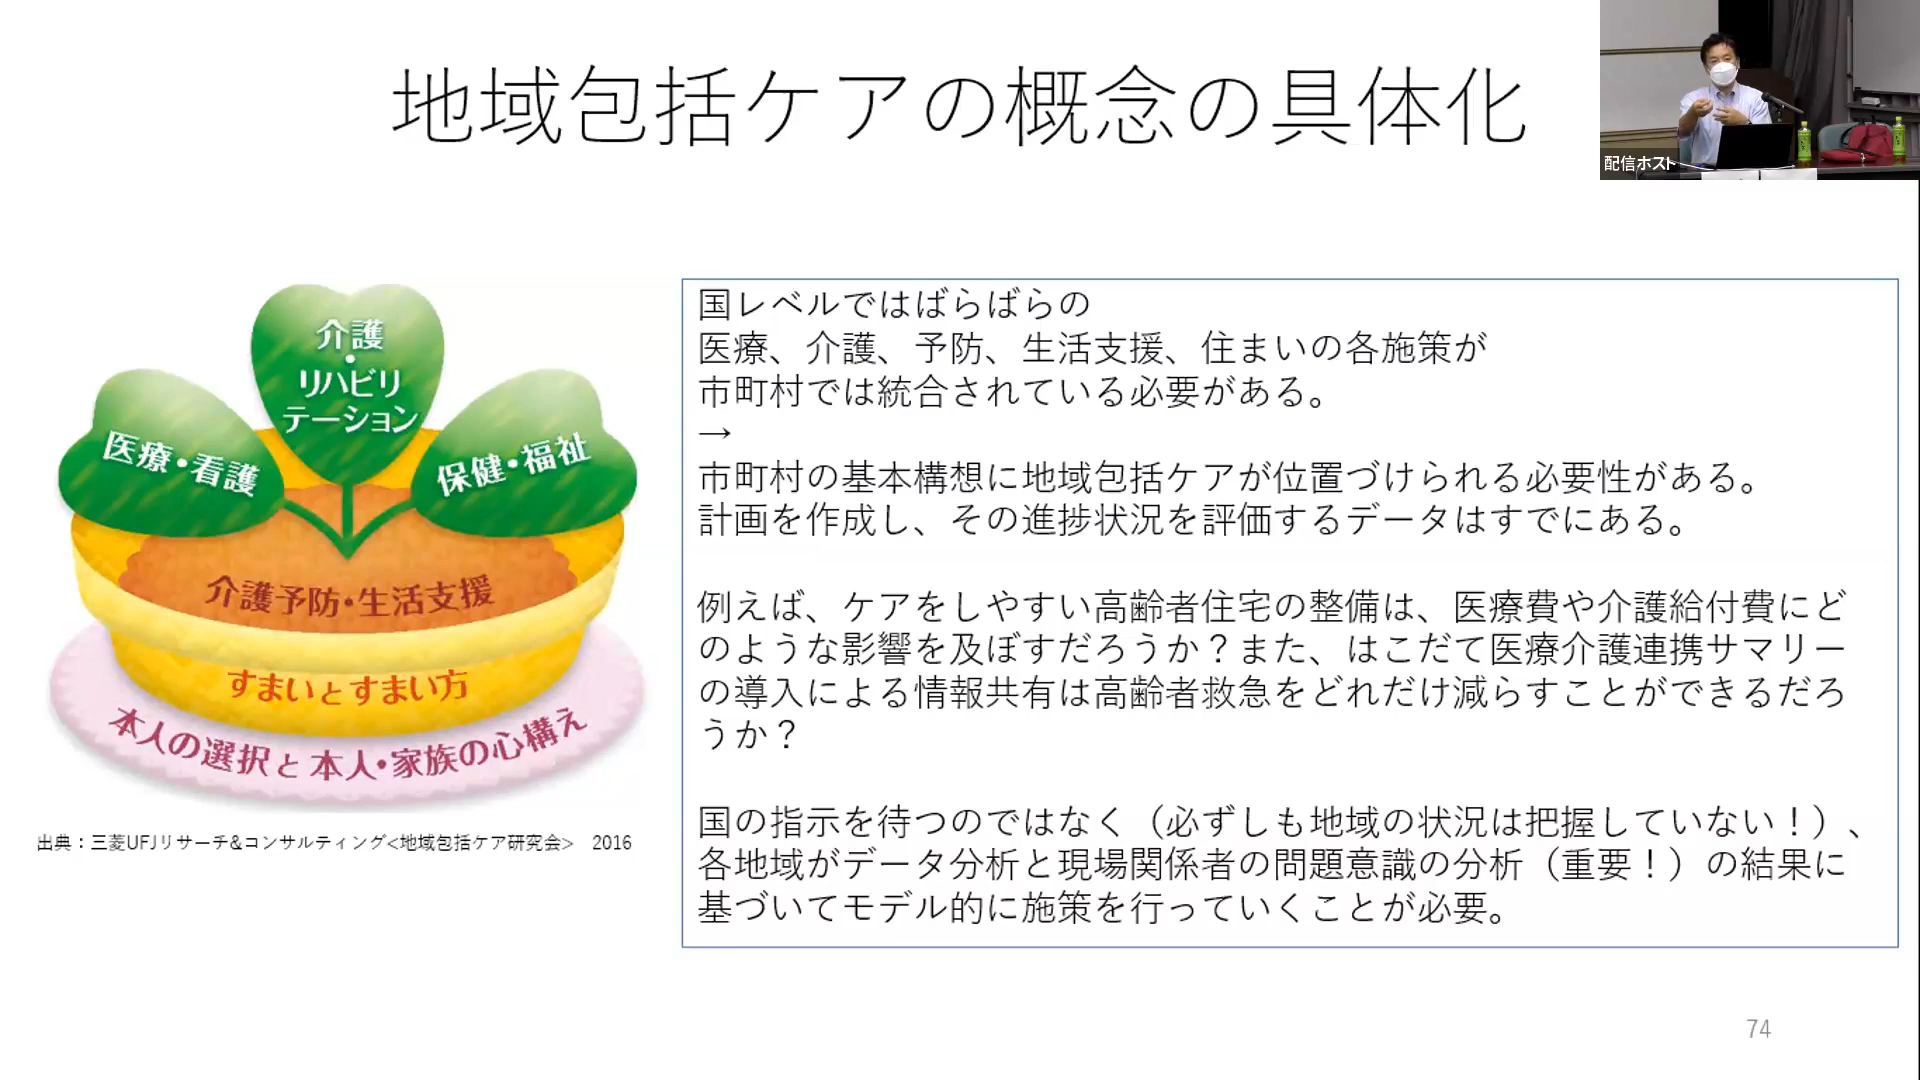 地域包括ケアの概念の具体化
配信ホスト
介護
・
リハビリ
テーション
医療・看護
保健・福祉
介護予防・生活支援
すまいとすまい方
本人の選択と本人・家族の心構え
出典：三菱UFJリサーチ&コンサルティング<地域包括ケア研究会>　2016
国レベルではばらばらの
医療、介護、予防、生活支援、住まいの各施策が
市町村では統合されている必要がある。
→
市町村の基本構想に地域包括ケアが位置づけられる必要性がある。
計画を作成し、その進捗状況を評価するデータはすでにある。
例えば、ケアをしやすい高齢者住宅の整備は、医療費や介護給付費にど
のような影響を及ぼすだろうか？また、はこだて医療介護連携サマリー
の導入による情報共有は高齢者救急をどれだけ減らすことができるだろ
うか？
国の指示を待つのではなく（必ずしも地域の状況は把握していない！）、
各地域がデータ分析と現場関係者の問題意識の分析（重要！）の結果に
基づいてモデル的に施策を行っていくことが必要。
74